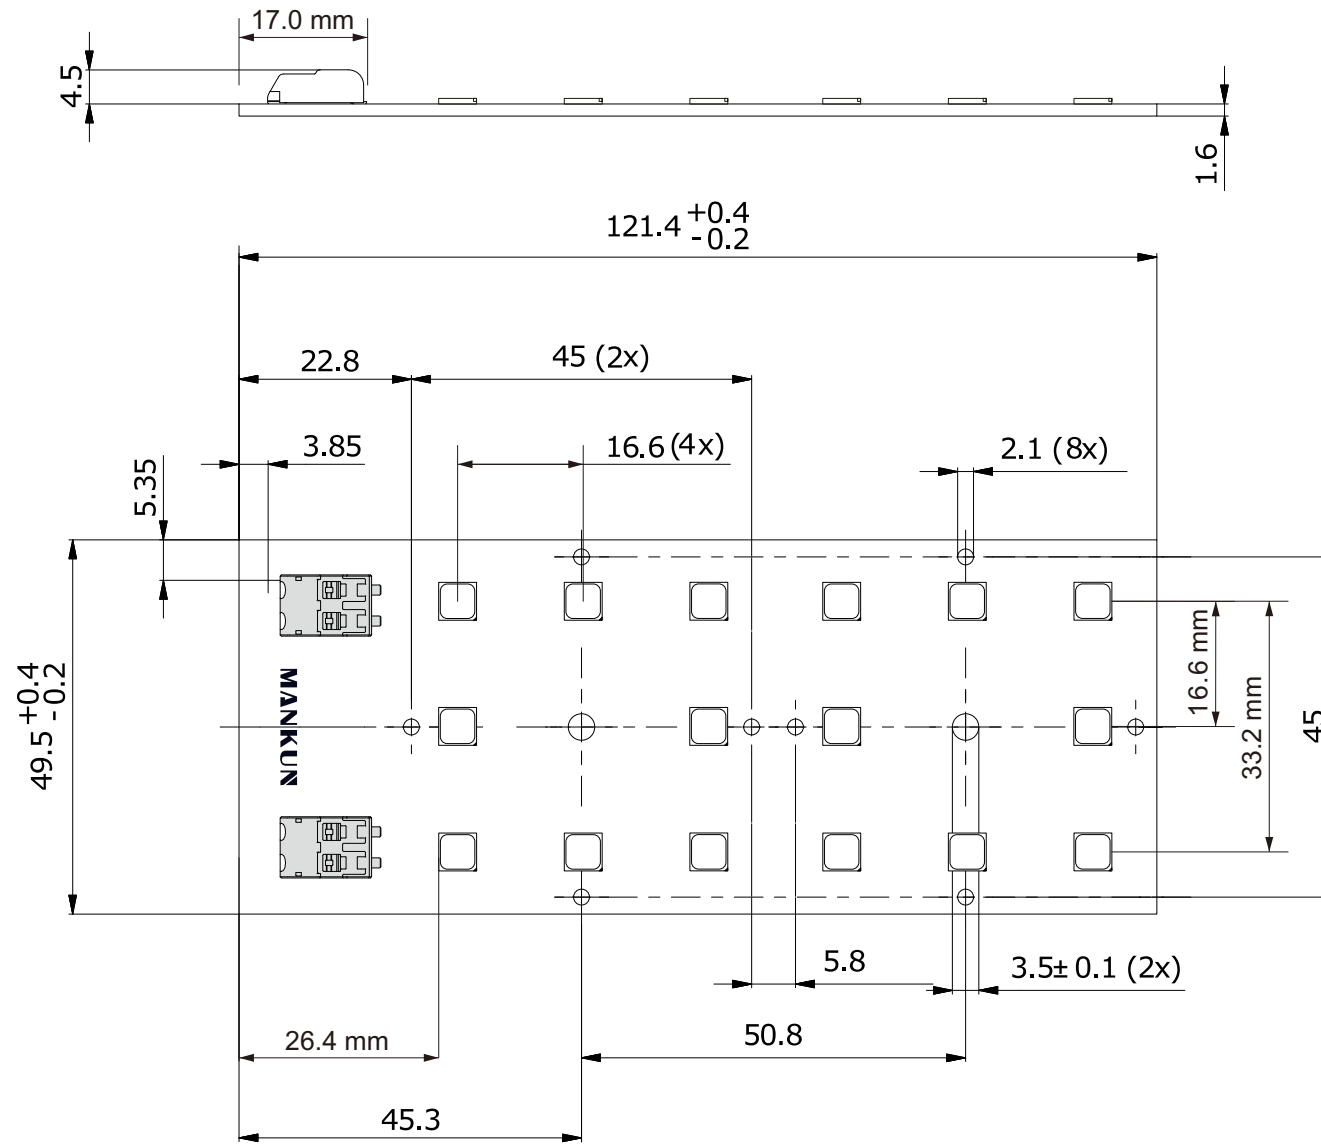 17.0 mm
4.5
1.6
121.4 +0.4 -0.2
22.8
45 (2x)
3.85
16.6 (4x)
2.1 (8x)
5.35
49.5 +0.4 -0.2
MANKUN
16.6 mm
33.2 mm
45
5.8
3.5± 0.1 (2x)
26.4 mm
50.8
45.3